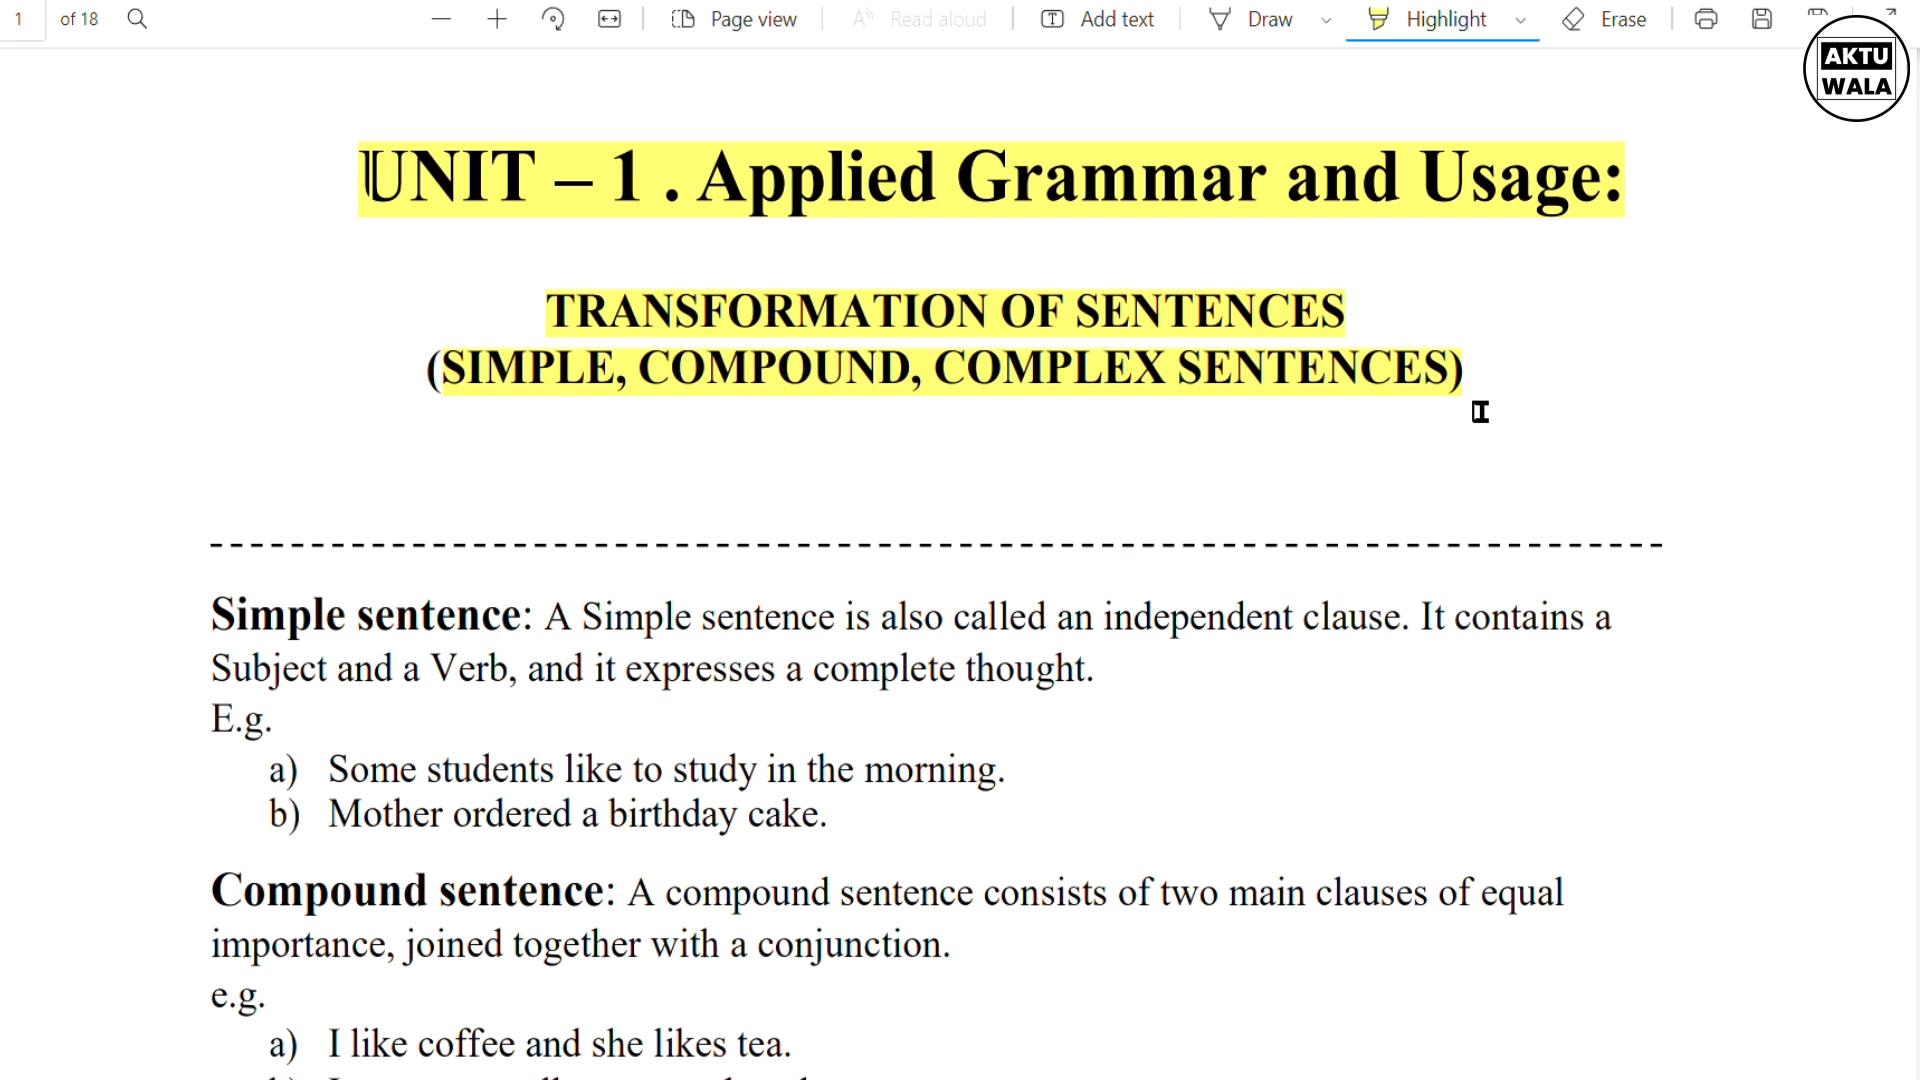 1 of 18 Page view Read aloud Add text Draw Highlight Erase
AKTU
WALA
UNIT – 1 . Applied Grammar and Usage:
TRANSFORMATION OF SENTENCES
(SIMPLE, COMPOUND, COMPLEX SENTENCES)
Simple sentence: A Simple sentence is also called an independent clause. It contains a
Subject and a Verb, and it expresses a complete thought.
E.g.
a) Some students like to study in the morning.
b) Mother ordered a birthday cake.
Compound sentence: A compound sentence consists of two main clauses of equal
importance, joined together with a conjunction.
e.g.
a) I like coffee and she likes tea.